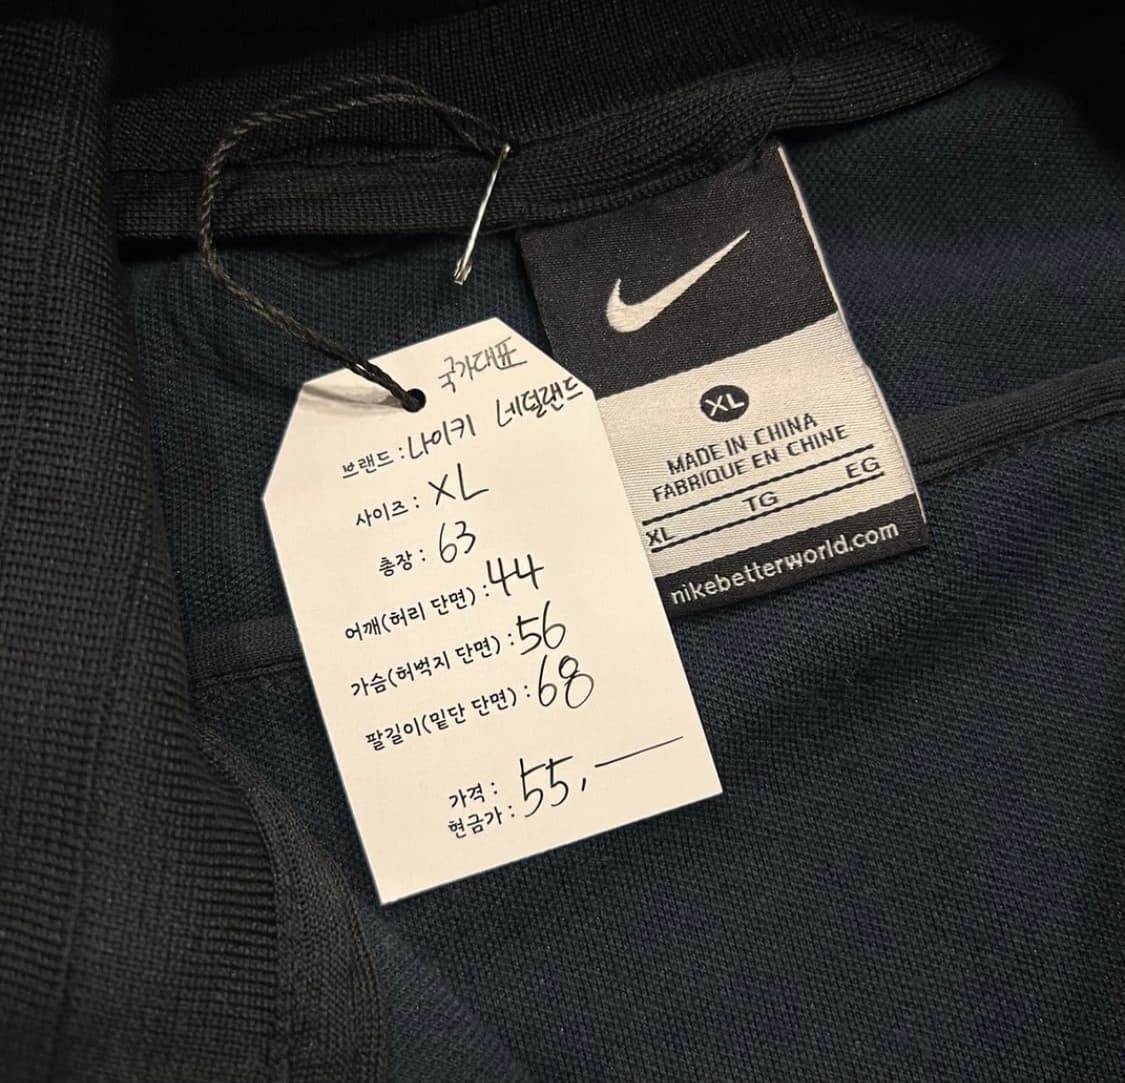 국가대표
브랜드 : 나이키 네덜란드
사이즈 : XL
총장 : 63
어깨(허리 단면) : 44
가슴(허벅지 단면) : 56
팔길이(밑단 단면) : 68
가격 :
현금가 : 55,—
XL
MADE IN CHINA
FABRIQUE EN CHINE
XL TG EG
nikebetterworld.com